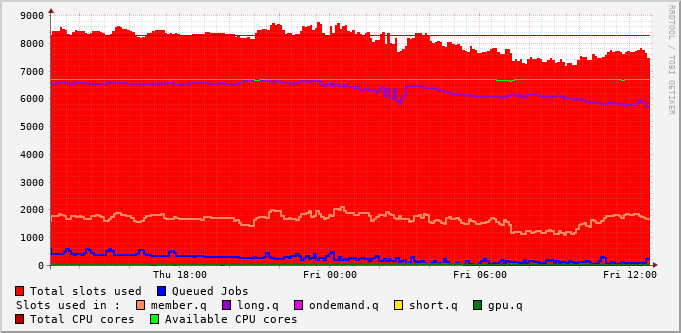 9000
8000
7000
6000
5000
4000
3000
2000
1000
0
Thu 18:00 Fri 00:00 Fri 06:00 Fri 12:00
Total slots used Queued Jobs
Slots used in : member.q long.q ondemand.q short.q gpu.q
Total CPU cores Available CPU cores
RRDTOOL / TOBI OETIKER